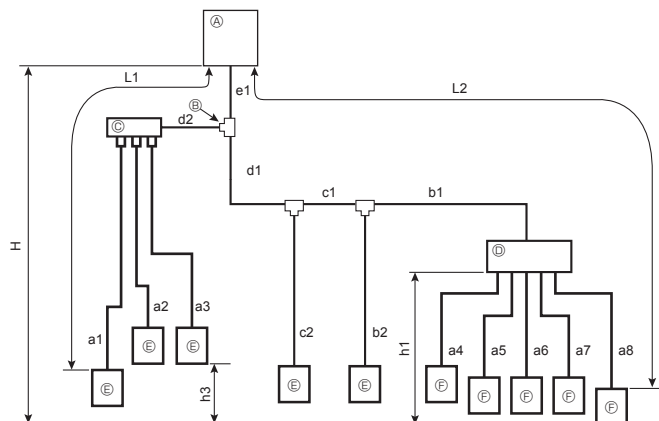 Ⓐ
L1
e1
L2
Ⓑ
Ⓒ
d2
d1
c1
b1
H
Ⓓ
a1
a2
a3
Ⓔ
Ⓔ
Ⓔ
h3
c2
b2
Ⓔ
Ⓔ
h1
a4
a5
a6
a7
a8
Ⓕ
Ⓕ
Ⓕ
Ⓕ
Ⓕ